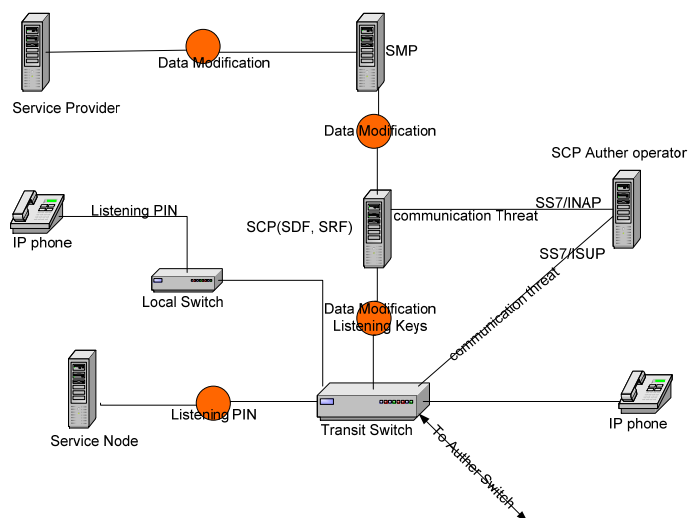 SMP
Data Modification
Service Provider
Data Modification
SCP Auther operator
Listening PIN
SS7/INAP
communication Threat
IP phone
SCP(SDF, SRF)
SS7/ISUP
Local Switch
communication threat
Data Modification
Listening Keys
Listening PIN
Service Node
Transit Switch
IP phone
To Auther Switch